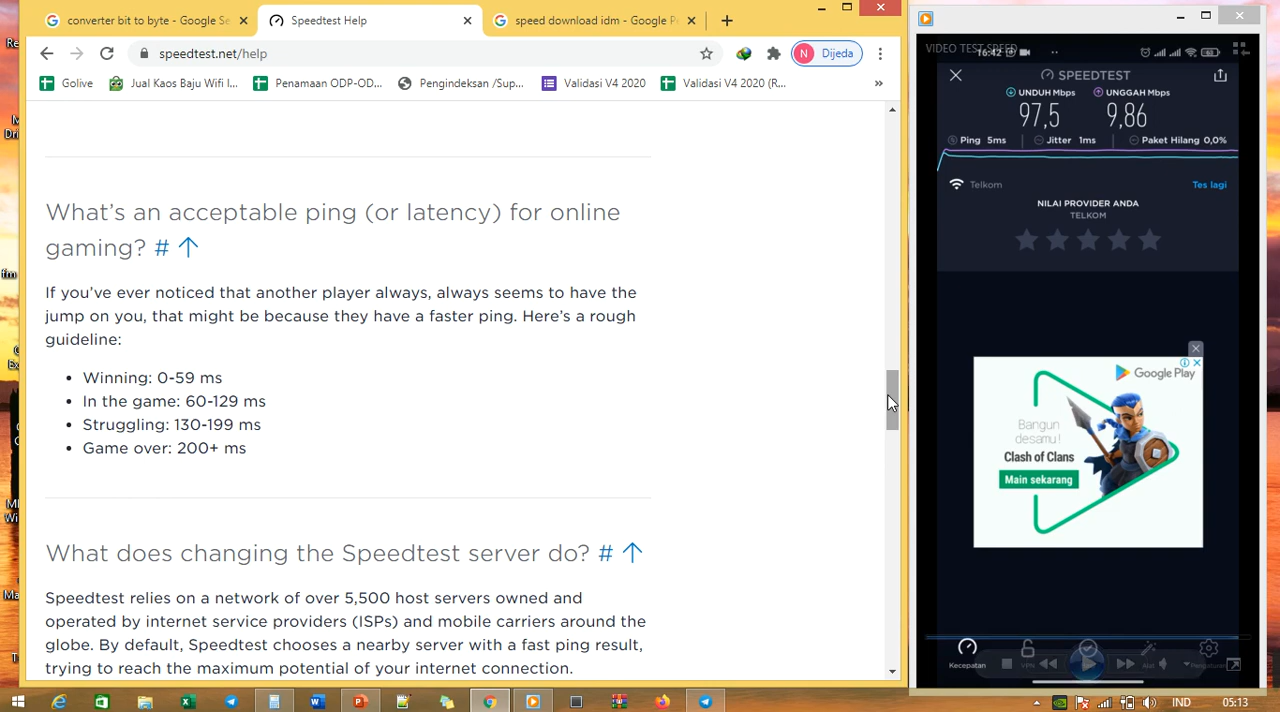 converter bit to byte - Google Se
Speedtest Help
speed download idm - Google P
speedtest.net/help
N Dijeda
Golive
Jual Kaos Baju Wifi I...
Penamaan ODP-OD...
Pengindeksan /Sup...
Validasi V4 2020
Validasi V4 2020 (R...
»
What's an acceptable ping (or latency) for online
gaming? # ↑
If you've ever noticed that another player always, always seems to have the
jump on you, that might be because they have a faster ping. Here's a rough
guideline:
• Winning: 0-59 ms
• In the game: 60-129 ms
• Struggling: 130-199 ms
• Game over: 200+ ms
What does changing the Speedtest server do? # ↑
Speedtest relies on a network of over 5,500 host servers owned and
operated by internet service providers (ISPs) and mobile carriers around the
globe. By default, Speedtest chooses a nearby server with a fast ping result,
trying to reach the maximum potential of your internet connection.
VIDEO TEST SPEED
16:42
63
SPEEDTEST
UNDUH Mbps
UNGGAH Mbps
97,5
9,86
Ping 5ms
Jitter 1ms
Paket Hilang 0,0%
Telkom
Tes lagi
NILAI PROVIDER ANDA
TELKOM
Google Play
Bangun
desamu!
Clash of Clans
Main sekarang
Kecepatan
VPN
Pengaturan
IND
05:13